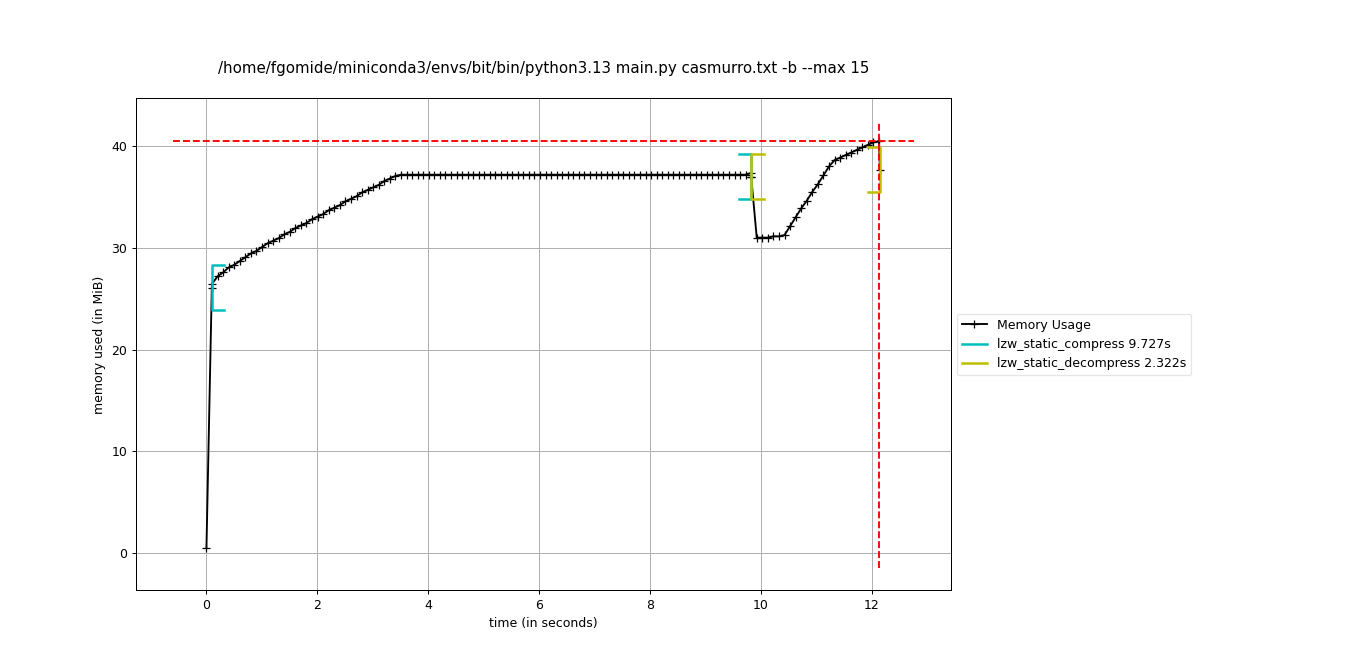 /home/fgomide/miniconda3/envs/bit/bin/python3.13 main.py casmurro.txt -b --max 15
40
30
20
10
0
memory used (in MiB)
0 2 4 6 8 10 12
time (in seconds)
Memory Usage
lzw_static_compress 9.727s
lzw_static_decompress 2.322s